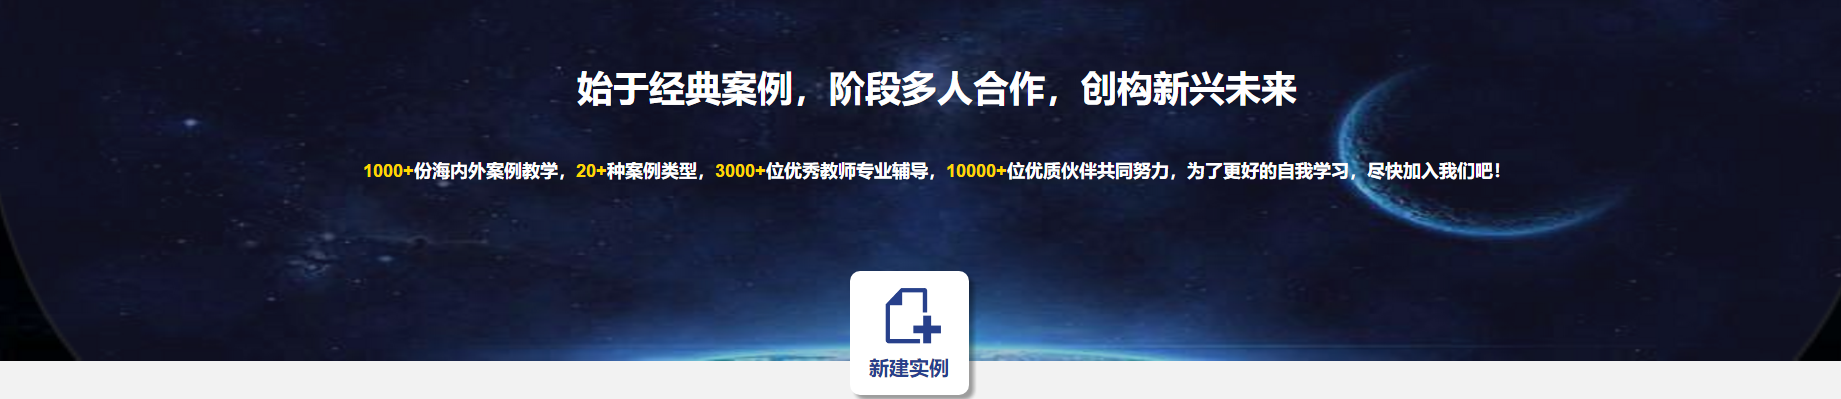 始于经典案例，阶段多人合作，创构新兴未来
1000+份海内外案例教学，20+种案例类型，3000+位优秀教师专业辅导，10000+位优质伙伴共同努力，为了更好的自我学习，尽快加入我们吧！
新建实例